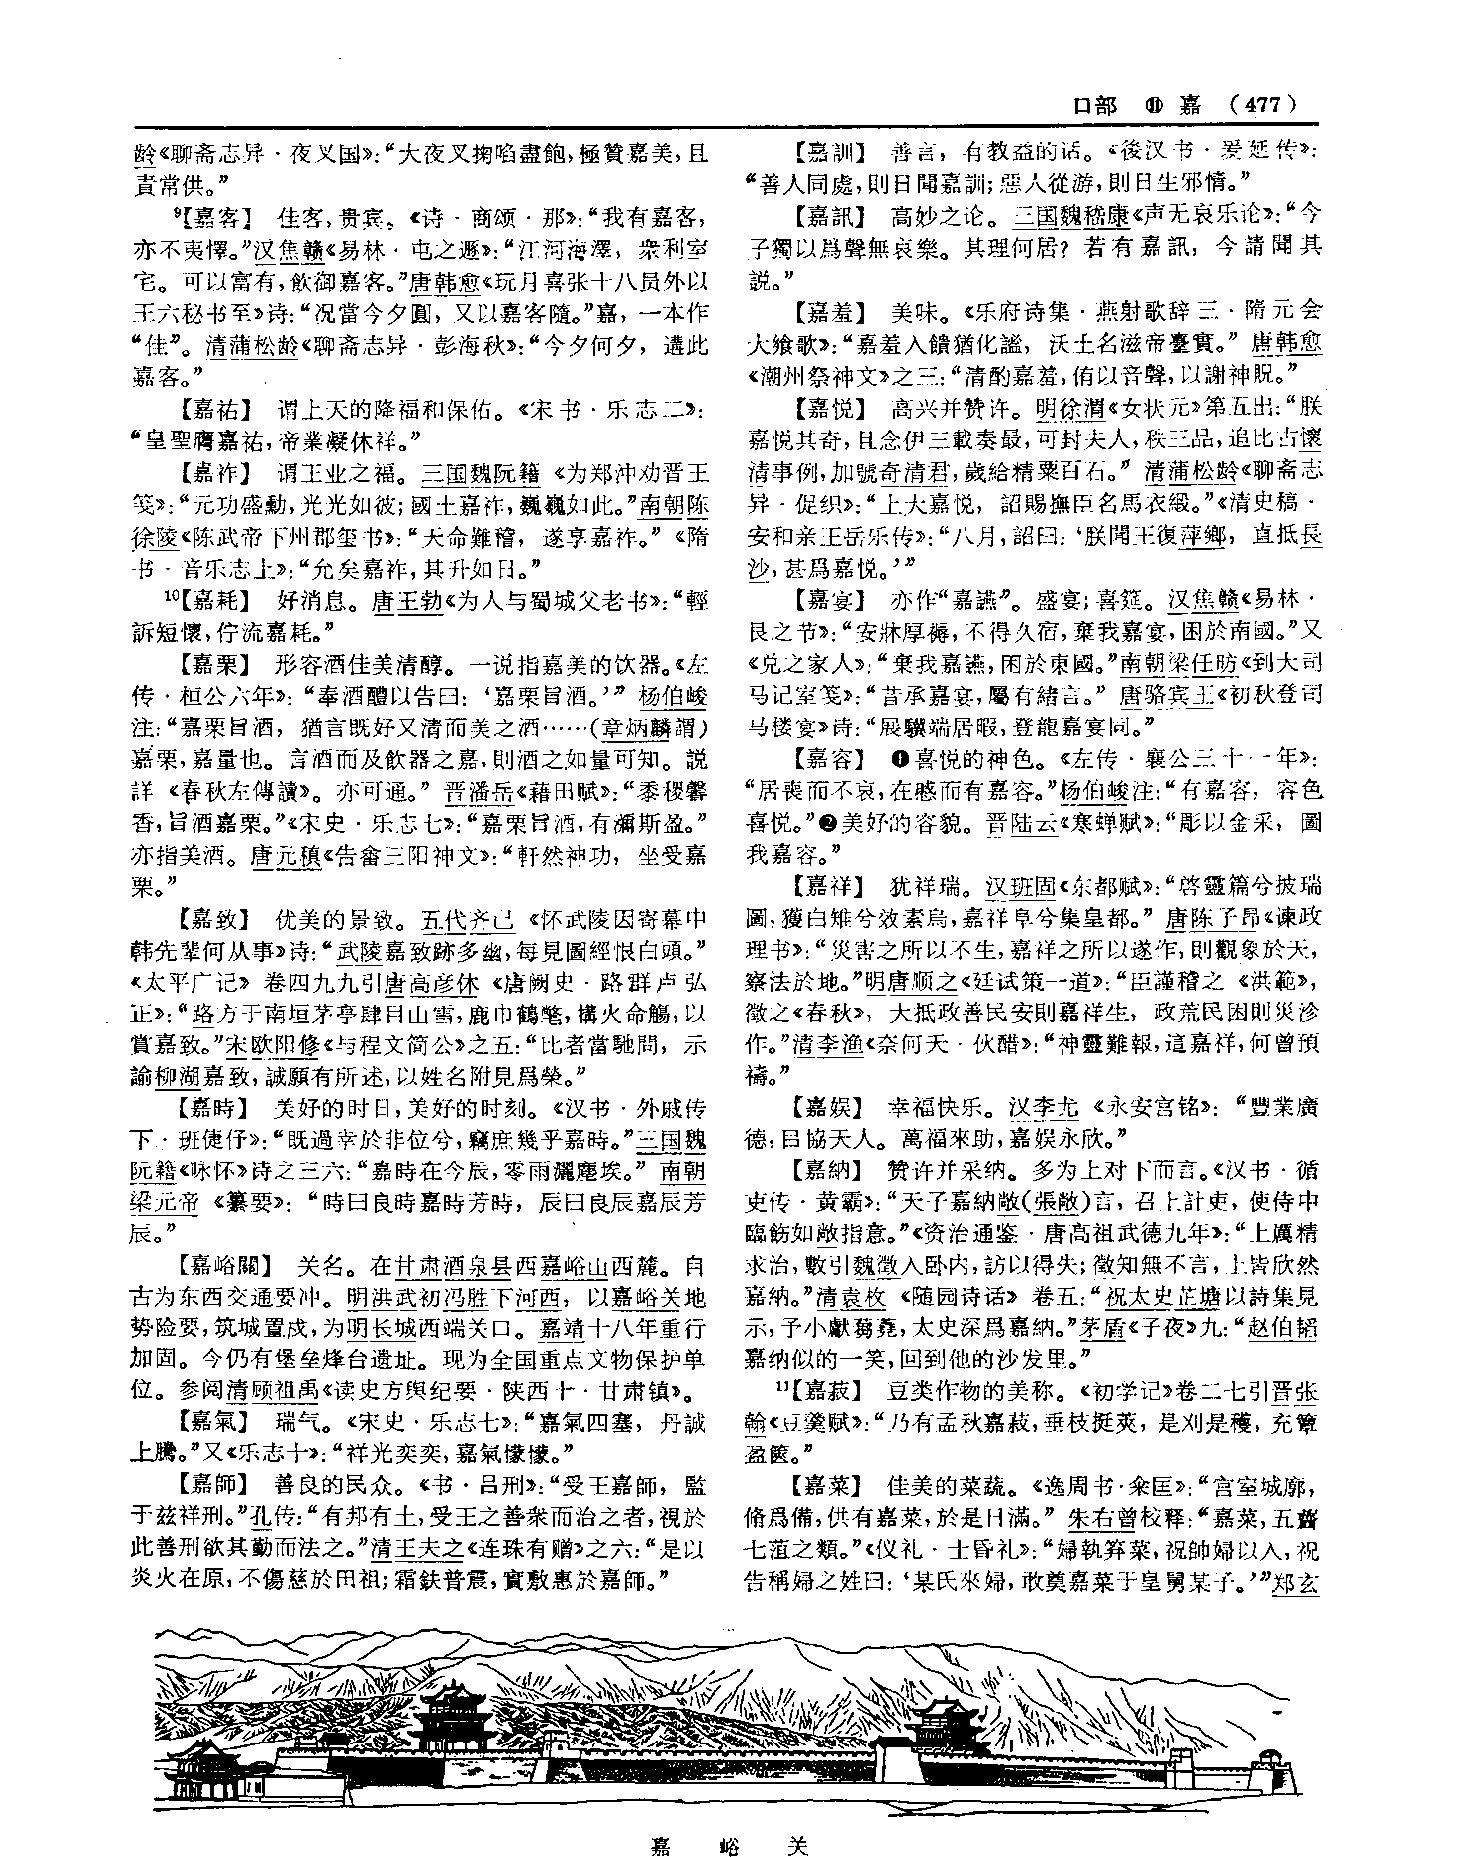 口部 ⑪ 嘉 （477）
龄《聊斋志异·夜叉国》：“大夜叉掬啗盡飽，極贊嘉美，且
責常供。”
⁹【嘉客】 佳客，贵宾。《诗·商颂·那》：“我有嘉客，
亦不夷懌。”汉焦赣《易林·屯之遯》：“江河海澤，衆利室
宅。可以富有，飲御嘉客。”唐韩愈《玩月喜张十八员外以
王六秘书至》诗：“况當今夕圓，又以嘉客隨。”嘉，一本作
“佳”。清蒲松龄《聊斋志异·彭海秋》：“今夕何夕，遘此
嘉客。”
【嘉祐】 谓上天的降福和保佑。《宋书·乐志二》：
“皇聖膺嘉祐，帝業凝休祥。”
【嘉祚】 谓王业之福。三国魏阮籍《为郑冲劝晋王
笺》：“元功盛勳，光光如彼；國土嘉祚，巍巍如此。”南朝陈
徐陵《陈武帝下州郡玺书》：“天命難稽，遂享嘉祚。”《隋
书·音乐志上》：“允矣嘉祚，其升如日。”
¹⁰【嘉耗】 好消息。唐王勃《为人与蜀城父老书》：“輕
訴短懷，佇流嘉耗。”
【嘉栗】 形容酒佳美清醇。一说指嘉美的饮器。《左
传·桓公六年》：“奉酒醴以告曰：‘嘉栗旨酒。’”杨伯峻
注：“嘉栗旨酒，猶言既好又清而美之酒……（章炳麟謂）
嘉栗，嘉量也。言酒而及飲器之嘉，則酒之如量可知。説
詳《春秋左傳讀》。亦可通。”晋潘岳《藉田赋》：“黍稷馨
香，旨酒嘉栗。”《宋史·乐志七》：“嘉栗旨酒，有瀰斯盈。”
亦指美酒。唐元稹《告畬三阳神文》：“軒然神功，坐受嘉
栗。”
【嘉致】 优美的景致。五代齐己《怀武陵因寄幕中
韩先辈何从事》诗：“武陵嘉致跡多幽，每見圖經恨白頭。”
《太平广记》卷四九九引唐高彦休《唐阙史·路群卢弘
正》：“路方于南垣茅亭肆目山雪，鹿巾鶴氅，構火命觴，以
賞嘉致。”宋欧阳修《与程文简公》之五：“比者當馳問，示
諭柳湖嘉致，誠願有所述，以姓名附見爲榮。”
【嘉時】 美好的时日，美好的时刻。《汉书·外戚传
下·班倢伃》：“既過幸於非位兮，竊庶幾乎嘉時。”三国魏
阮籍《咏怀》诗之三六：“嘉時在今辰，零雨灑塵埃。”南朝
梁元帝《纂要》：“時曰良時嘉時芳時，辰曰良辰嘉辰芳
辰。”
【嘉峪關】 关名。在甘肃酒泉县西嘉峪山西麓。自
古为东西交通要冲。明洪武初冯胜下河西，以嘉峪关地
势险要，筑城置戍，为明长城西端关口。嘉靖十八年重行
加固。今仍有堡垒烽台遗址。现为全国重点文物保护单
位。参阅清顾祖禹《读史方舆纪要·陕西十·甘肃镇》。
【嘉氣】 瑞气。《宋史·乐志七》：“嘉氣四塞，丹誠
上騰。”又《乐志十》：“祥光奕奕，嘉氣懞懞。”
【嘉師】 善良的民众。《书·吕刑》：“受王嘉師，監
于兹祥刑。”孔传：“有邦有土，受王之善衆而治之者，視於
此善刑欲其勤而法之。”清王夫之《连珠有赠》之六：“是以
炎火在原，不傷慈於田祖；霜鈇普震，實敷惠於嘉師。”
【嘉訓】 善言，有教益的话。《後汉书·爰延传》：
“善人同處，則日聞嘉訓；惡人從游，則日生邪情。”
【嘉訊】 高妙之论。三国魏嵇康《声无哀乐论》：“今
子獨以爲聲無哀樂。其理何居？若有嘉訊，今請聞其
説。”
【嘉羞】 美味。《乐府诗集·燕射歌辞三·隋元会
大飨歌》：“嘉羞入饋猶化謐，沃土名滋帝臺實。”唐韩愈
《潮州祭神文》之三：“清酌嘉羞，侑以音聲，以謝神貺。”
【嘉悦】 高兴并赞许。明徐渭《女状元》第五出：“朕
嘉悦其奇，且念伊三載奏最，可封夫人，秩三品，追比古懷
清事例，加號奇清君，歲給精粟百石。”清蒲松龄《聊斋志
异·促织》：“上大嘉悦，詔賜撫臣名馬衣緞。”《清史稿·
安和亲王岳乐传》：“八月，詔曰：‘朕聞王復萍鄉，直抵長
沙，甚爲嘉悦。’”
【嘉宴】 亦作“嘉讌”。盛宴；喜筵。汉焦赣《易林·
艮之节》：“安牀厚褥，不得久宿，棄我嘉宴，困於南國。”又
《兑之家人》：“棄我嘉讌，困於東國。”南朝梁任昉《到大司
马记室笺》：“昔承嘉宴，屬有緒言。”唐骆宾王《初秋登司
马楼宴》诗：“展驥端居暇，登龍嘉宴同。”
【嘉容】 ❶喜悦的神色。《左传·襄公三十一年》：
“居喪而不哀，在慼而有嘉容。”杨伯峻注：“有嘉容，容色
喜悦。”❷美好的容貌。晋陆云《寒蝉赋》：“彫以金采，圖
我嘉容。”
【嘉祥】 犹祥瑞。汉班固《东都赋》：“啓靈篇兮披瑞
圖，獲白雉兮效素烏，嘉祥阜兮集皇都。”唐陈子昂《谏政
理书》：“災害之所以不生，嘉祥之所以遂作，則觀象於天，
察法於地。”明唐顺之《廷试策一道》：“臣謹稽之《洪範》，
徵之《春秋》，大抵政善民安則嘉祥生，政荒民困則災沴
作。”清李渔《奈何天·伙醋》：“神靈難報，這嘉祥，何曾預
禱。”
【嘉娱】 幸福快乐。汉李尤《永安宫铭》：“豐業廣
德，目協天人。萬福來助，嘉娱永欣。”
【嘉納】 赞许并采纳。多为上对下而言。《汉书·循
吏传·黄霸》：“天子嘉納敞（張敞）言，召上計吏，使侍中
臨飭如敞指意。”《资治通鉴·唐高祖武德九年》：“上厲精
求治，數引魏徵入卧内，訪以得失；徵知無不言，上皆欣然
嘉納。”清袁枚《随园诗话》卷五：“祝太史芷塘以詩集見
示，予小獻芻蕘，太史深爲嘉納。”茅盾《子夜》九：“赵伯韬
嘉纳似的一笑，回到他的沙发里。”
¹¹【嘉菽】 豆类作物的美称。《初学记》卷二七引晋张
翰《豆羹赋》：“乃有孟秋嘉菽，垂枝挺莢，是刈是穫，充簞
盈篋。”
【嘉菜】 佳美的菜蔬。《逸周书·籴匡》：“宫室城廓，
脩爲備，供有嘉菜，於是日滿。”朱右曾校释：“嘉菜，五齏
七菹之類。”《仪礼·士昏礼》：“婦執笲菜，祝帥婦以入，祝
告稱婦之姓曰：‘某氏來婦，敢奠嘉菜于皇舅某子。’”郑玄
嘉 峪 关